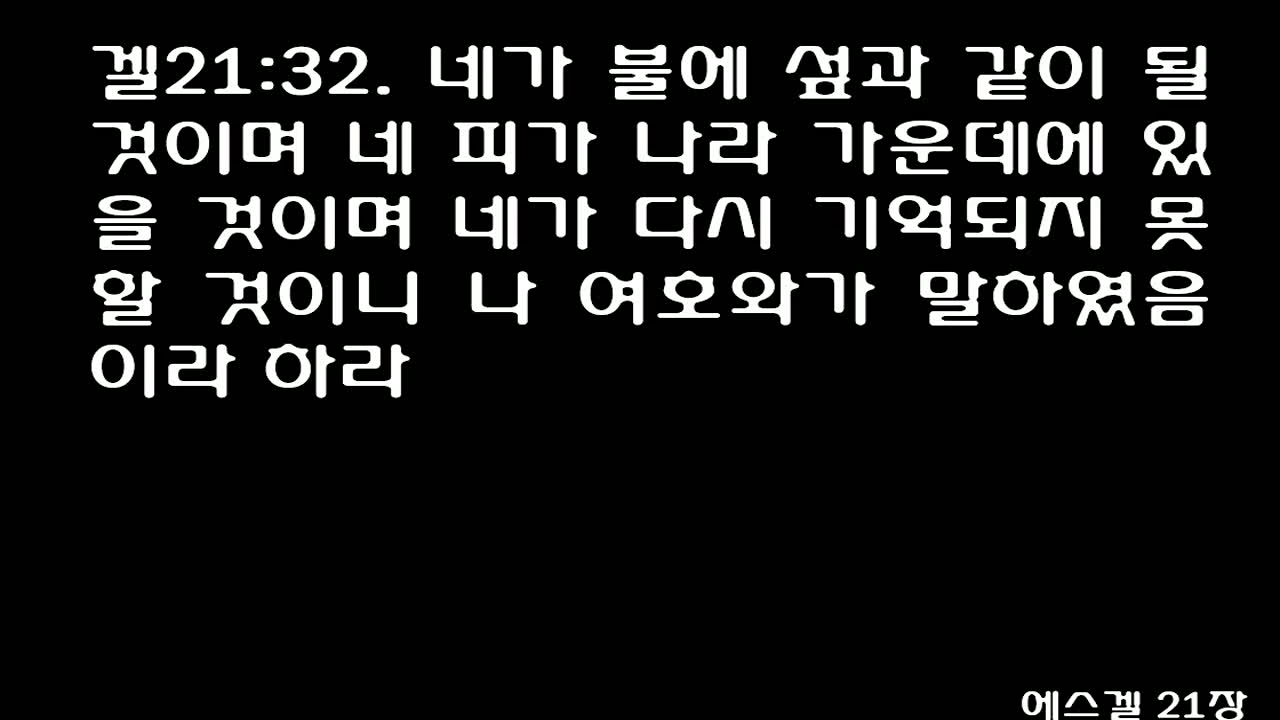 겔21:32. 네가 불에 섶과 같이 될
것이며 네 피가 나라 가운데에 있
을 것이며 네가 다시 기억되지 못
할 것이니 나 여호와가 말하였음
이라 하라
에스겔 21장